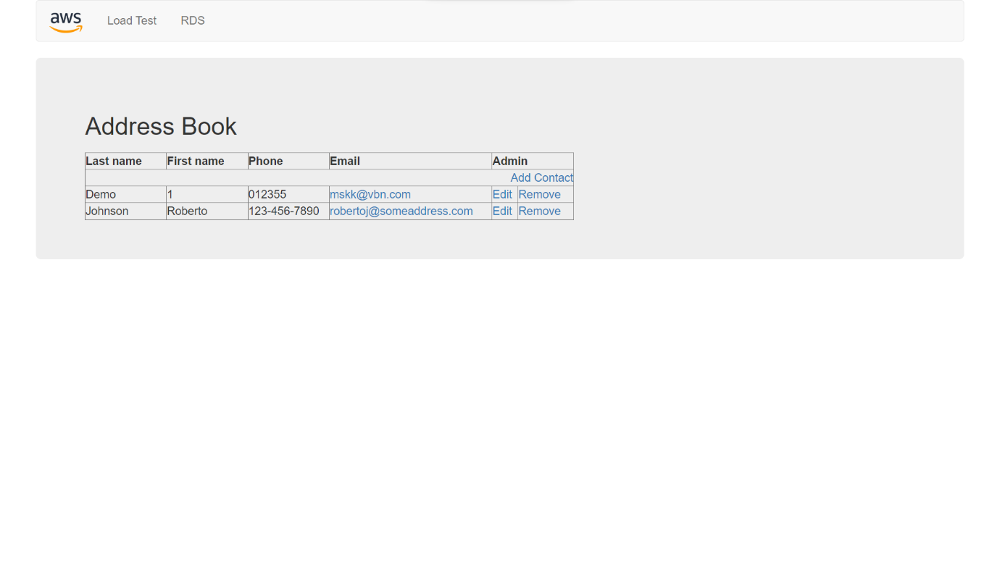 aws Load Test RDS
Address Book
Last name First name Phone Email Admin
Add Contact
Demo 1 012355 mskk@vbn.com Edit Remove
Johnson Roberto 123-456-7890 robertoj@someaddress.com Edit Remove